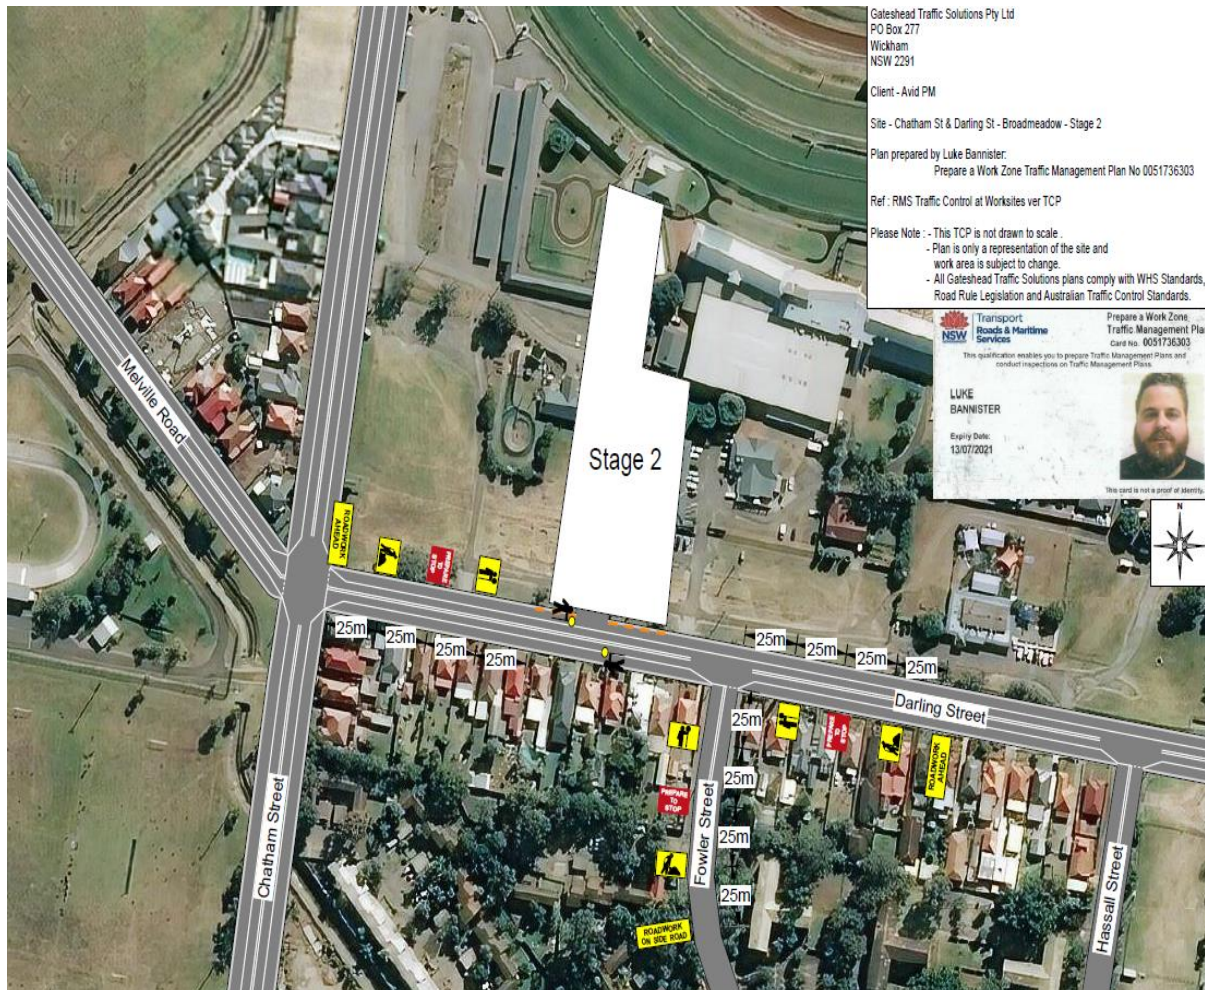 Gateshead Traffic Solutions Pty Ltd
PO Box 277
Wickham
NSW 2291
Client - Avid PM
Site - Chatham St & Darling St - Broadmeadow - Stage 2
Plan prepared by Luke Bannister:
Prepare a Work Zone Traffic Management Plan No 0051736303
Ref : RMS Traffic Control at Worksites ver TCP
Please Note : - This TCP is not drawn to scale .
- Plan is only a representation of the site and
work area is subject to change.
- All Gateshead Traffic Solutions plans comply with WHS Standards,
Road Rule Legislation and Australian Traffic Control Standards.
NSW
Transport
Roads & Maritime
Services
Prepare a Work Zone
Traffic Management Pla
Card No. 0051736303
This qualification enables you to prepare Traffic Management Plans and
conduct inspections on Traffic Management Plans.
LUKE
BANNISTER
Expiry Date:
13/07/2021
This card is not a proof of identity.
N
Melville Road
Stage 2
ROADWORK
AHEAD
PREPARE
TO
STOP
25m
25m
25m
25m
25m
25m
25m
25m
Darling Street
25m
PREPARE
TO
STOP
ROADWORK
AHEAD
25m
PREPARE
TO
STOP
Chatham Street
Fowler Street
25m
25m
Hassall Street
ROADWORK
ON SIDE ROAD